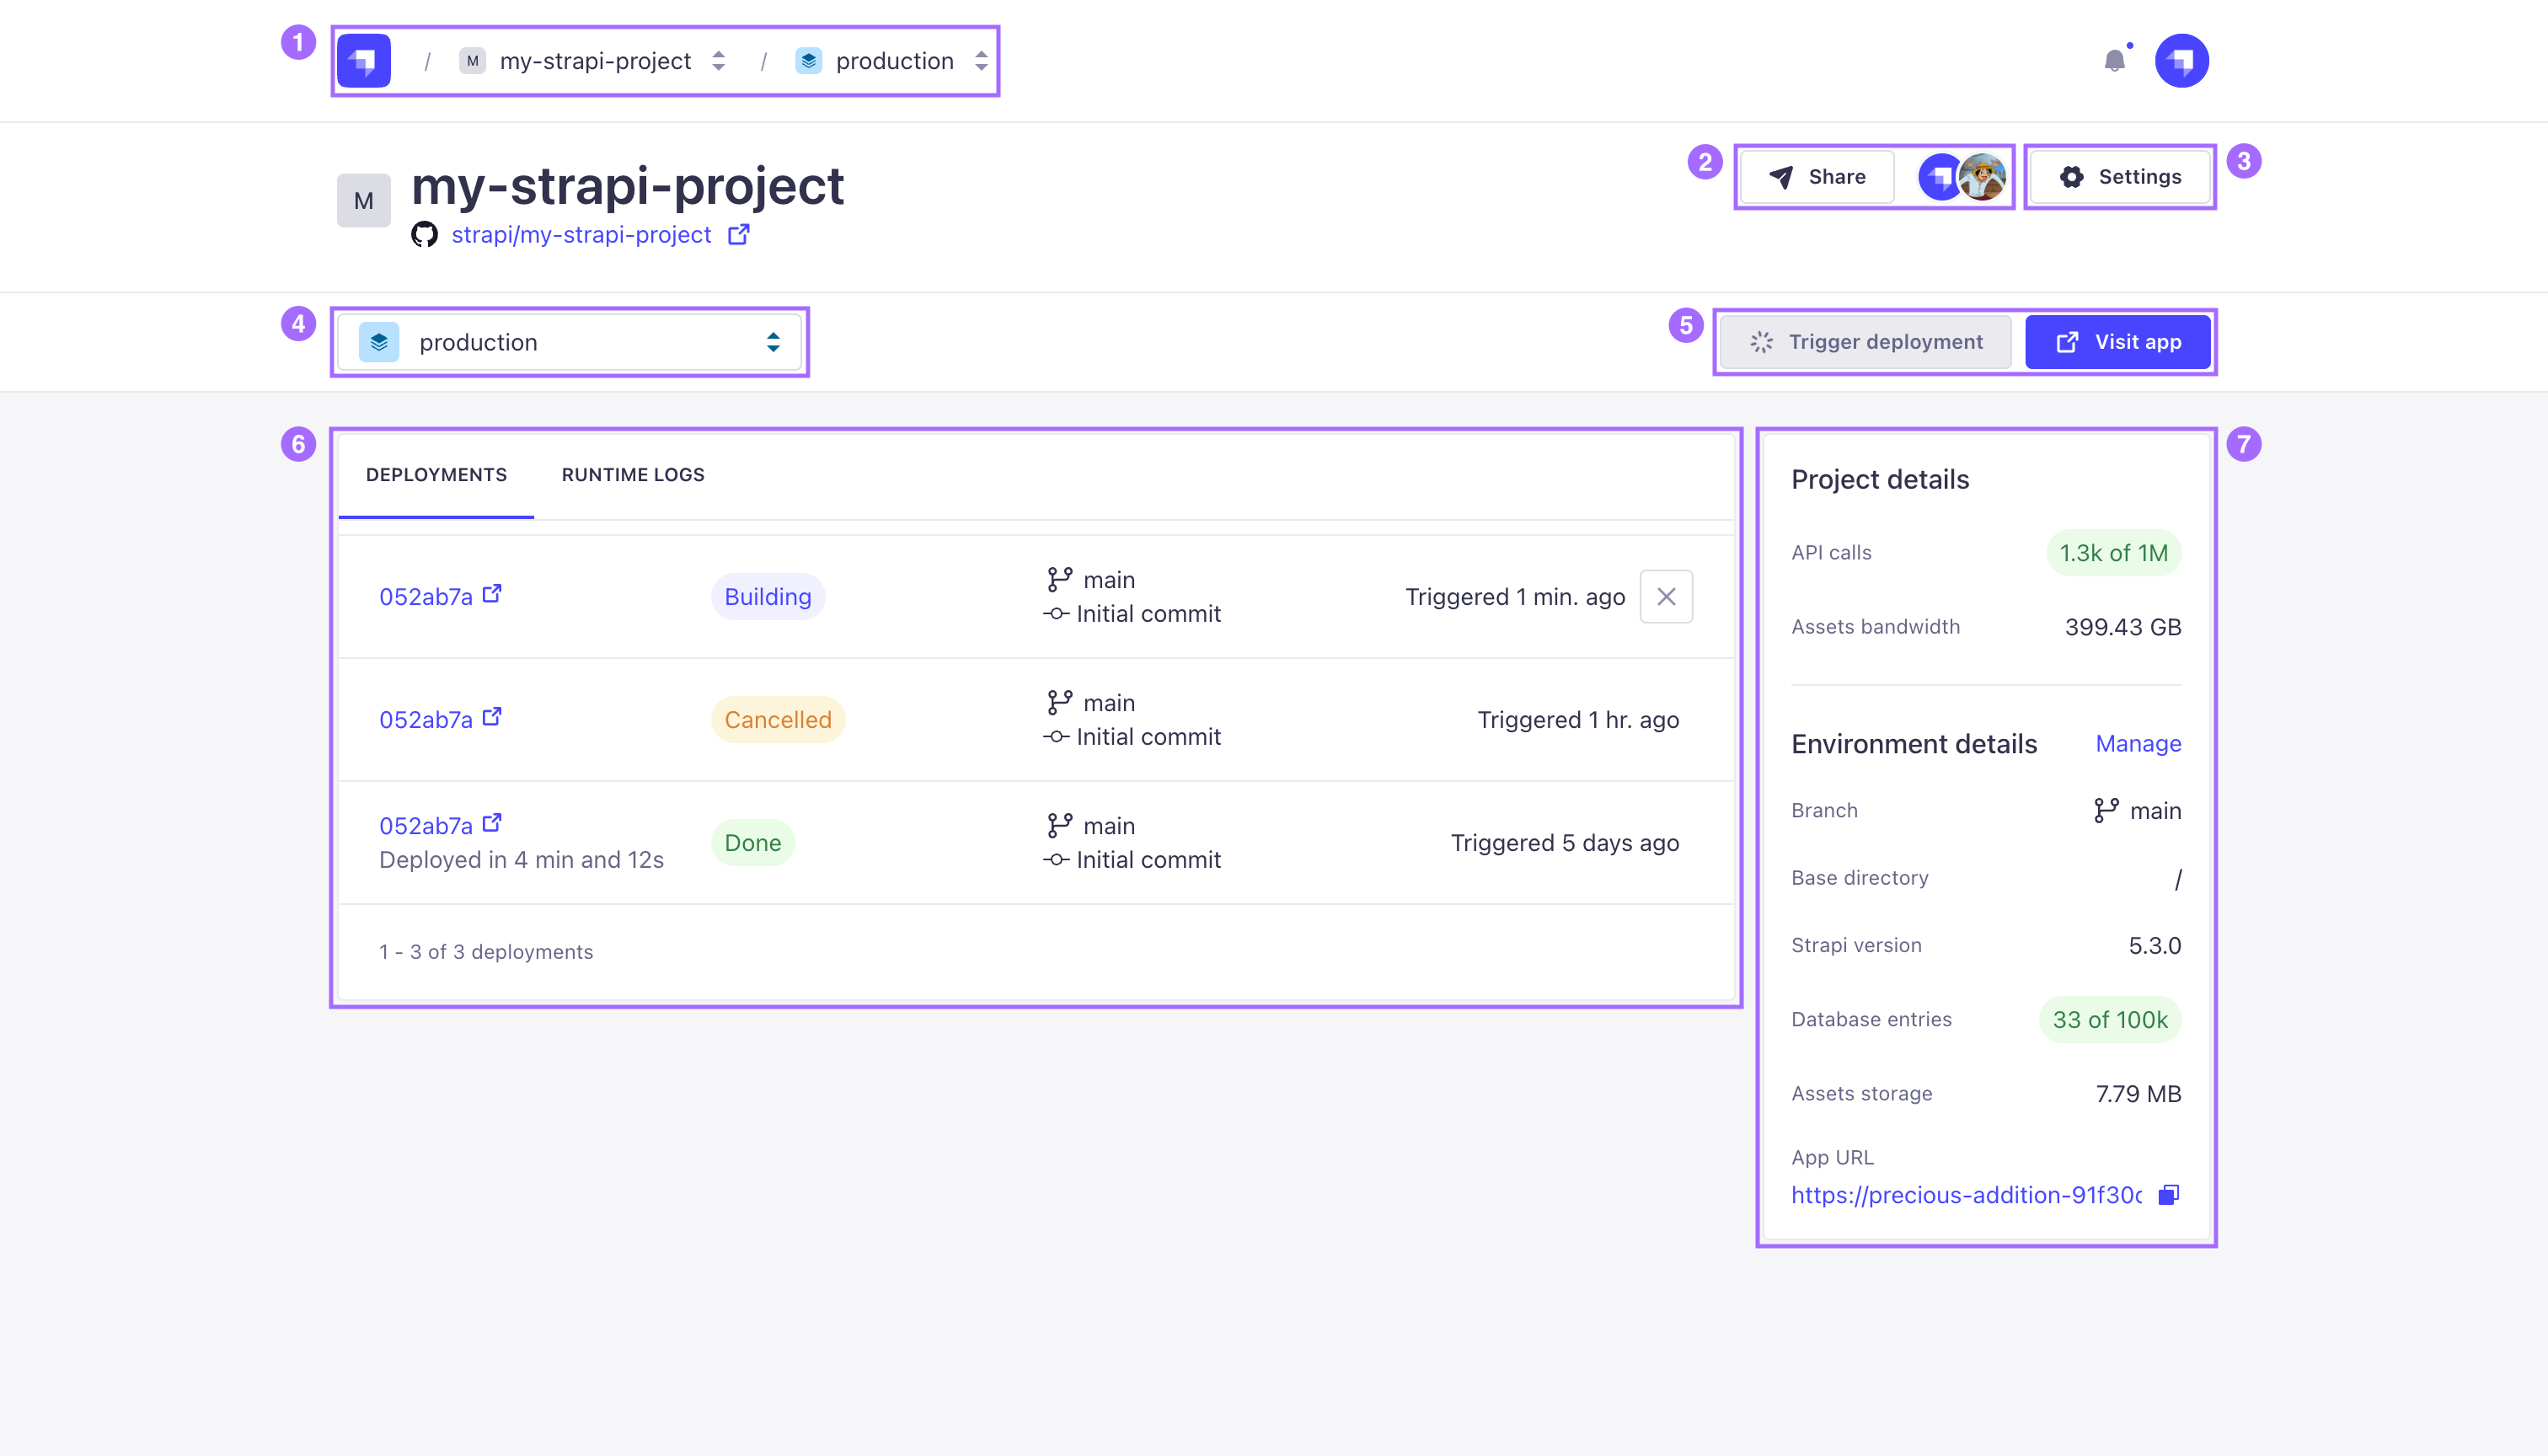 1
/ M my-strapi-project / production
2
Share
Settings
3
M
my-strapi-project
strapi/my-strapi-project
4
production
5
Trigger deployment
Visit app
6
DEPLOYMENTS RUNTIME LOGS
052ab7a
Building
main
Initial commit
Triggered 1 min. ago
052ab7a
Cancelled
main
Initial commit
Triggered 1 hr. ago
052ab7a
Deployed in 4 min and 12s
Done
main
Initial commit
Triggered 5 days ago
1 - 3 of 3 deployments
7
Project details
API calls 1.3k of 1M
Assets bandwidth 399.43 GB
Environment details Manage
Branch main
Base directory /
Strapi version 5.3.0
Database entries 33 of 100k
Assets storage 7.79 MB
App URL
https://precious-addition-91f30